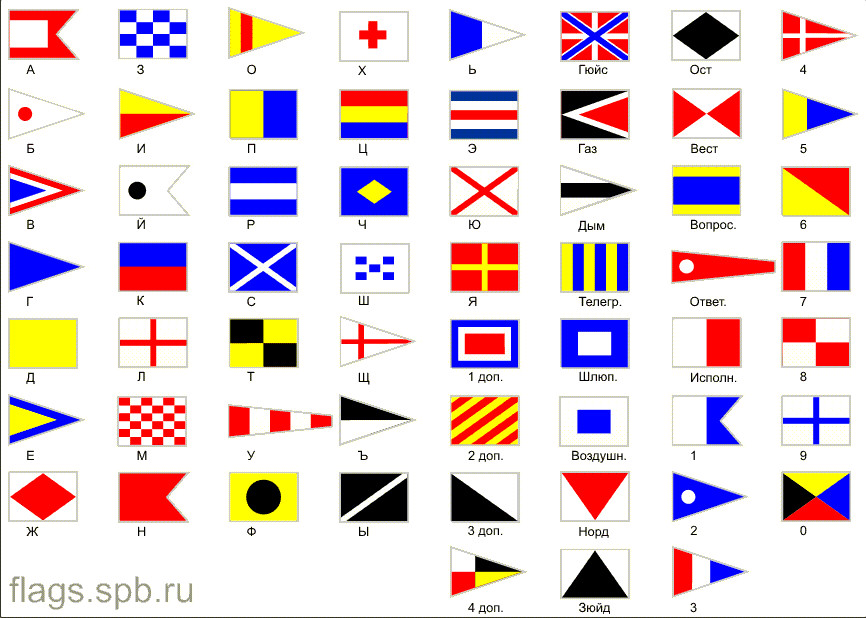 А З О Х Ь Гюйс Ост 4
Б И П Ц Э Газ Вест 5
В Й Р Ч Ю Дым Вопрос. 6
Г К С Ш Я Телегр. Ответ. 7
Д Л Т Щ 1 доп. Шлюп. Исполн. 8
Е М У Ъ 2 доп. Воздушн. 1 9
Ж Н Ф Ы 3 доп. Норд 2 0
4 доп. Зюйд 3
flags.spb.ru